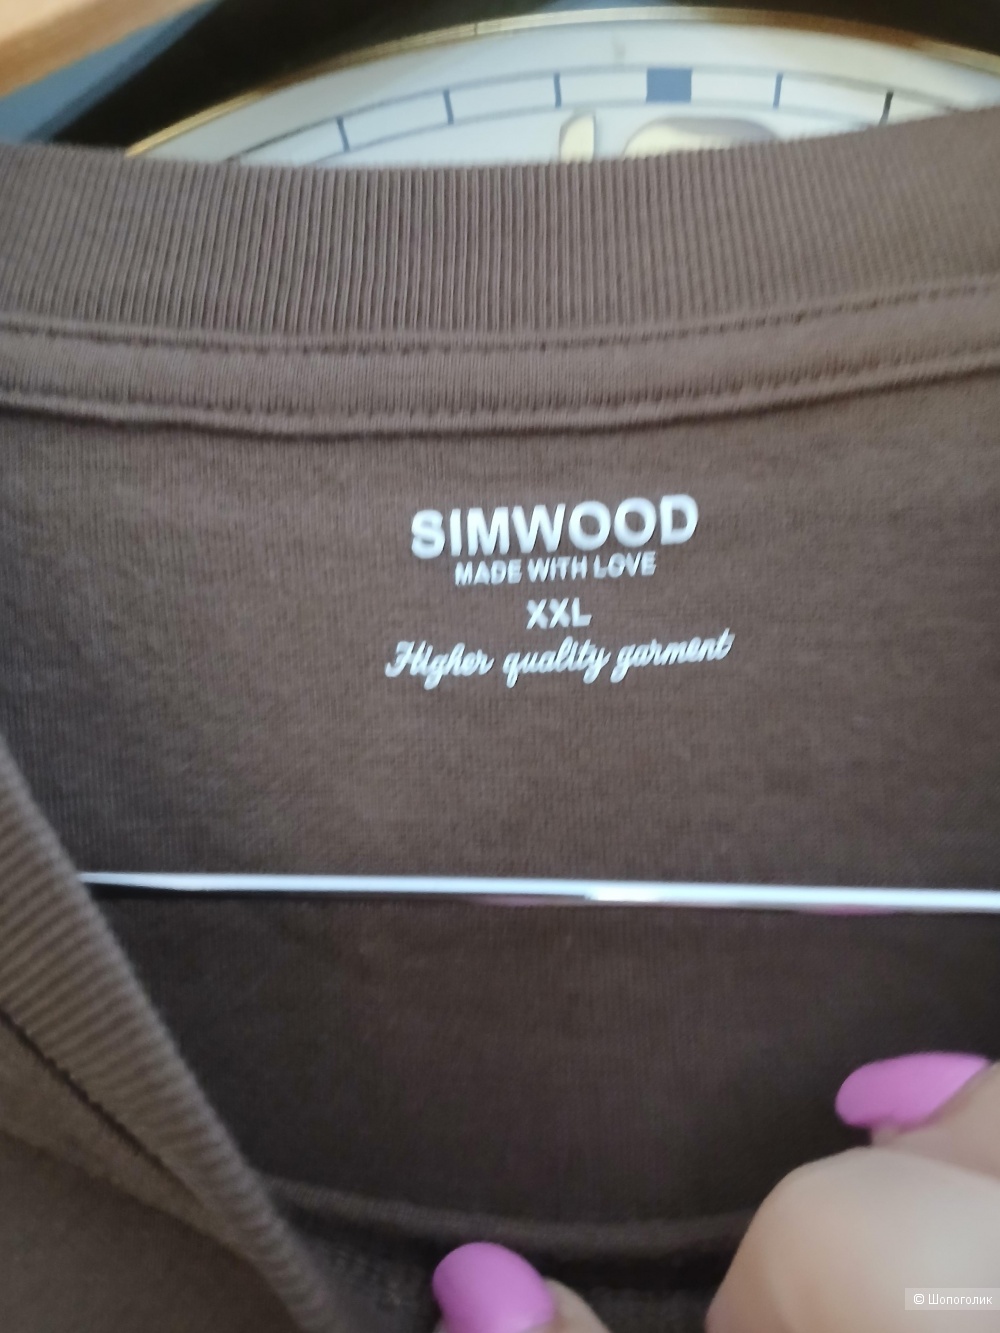 SIMWOOD
MADE WITH LOVE
XXL
Higher quality garment
© Шопоголик